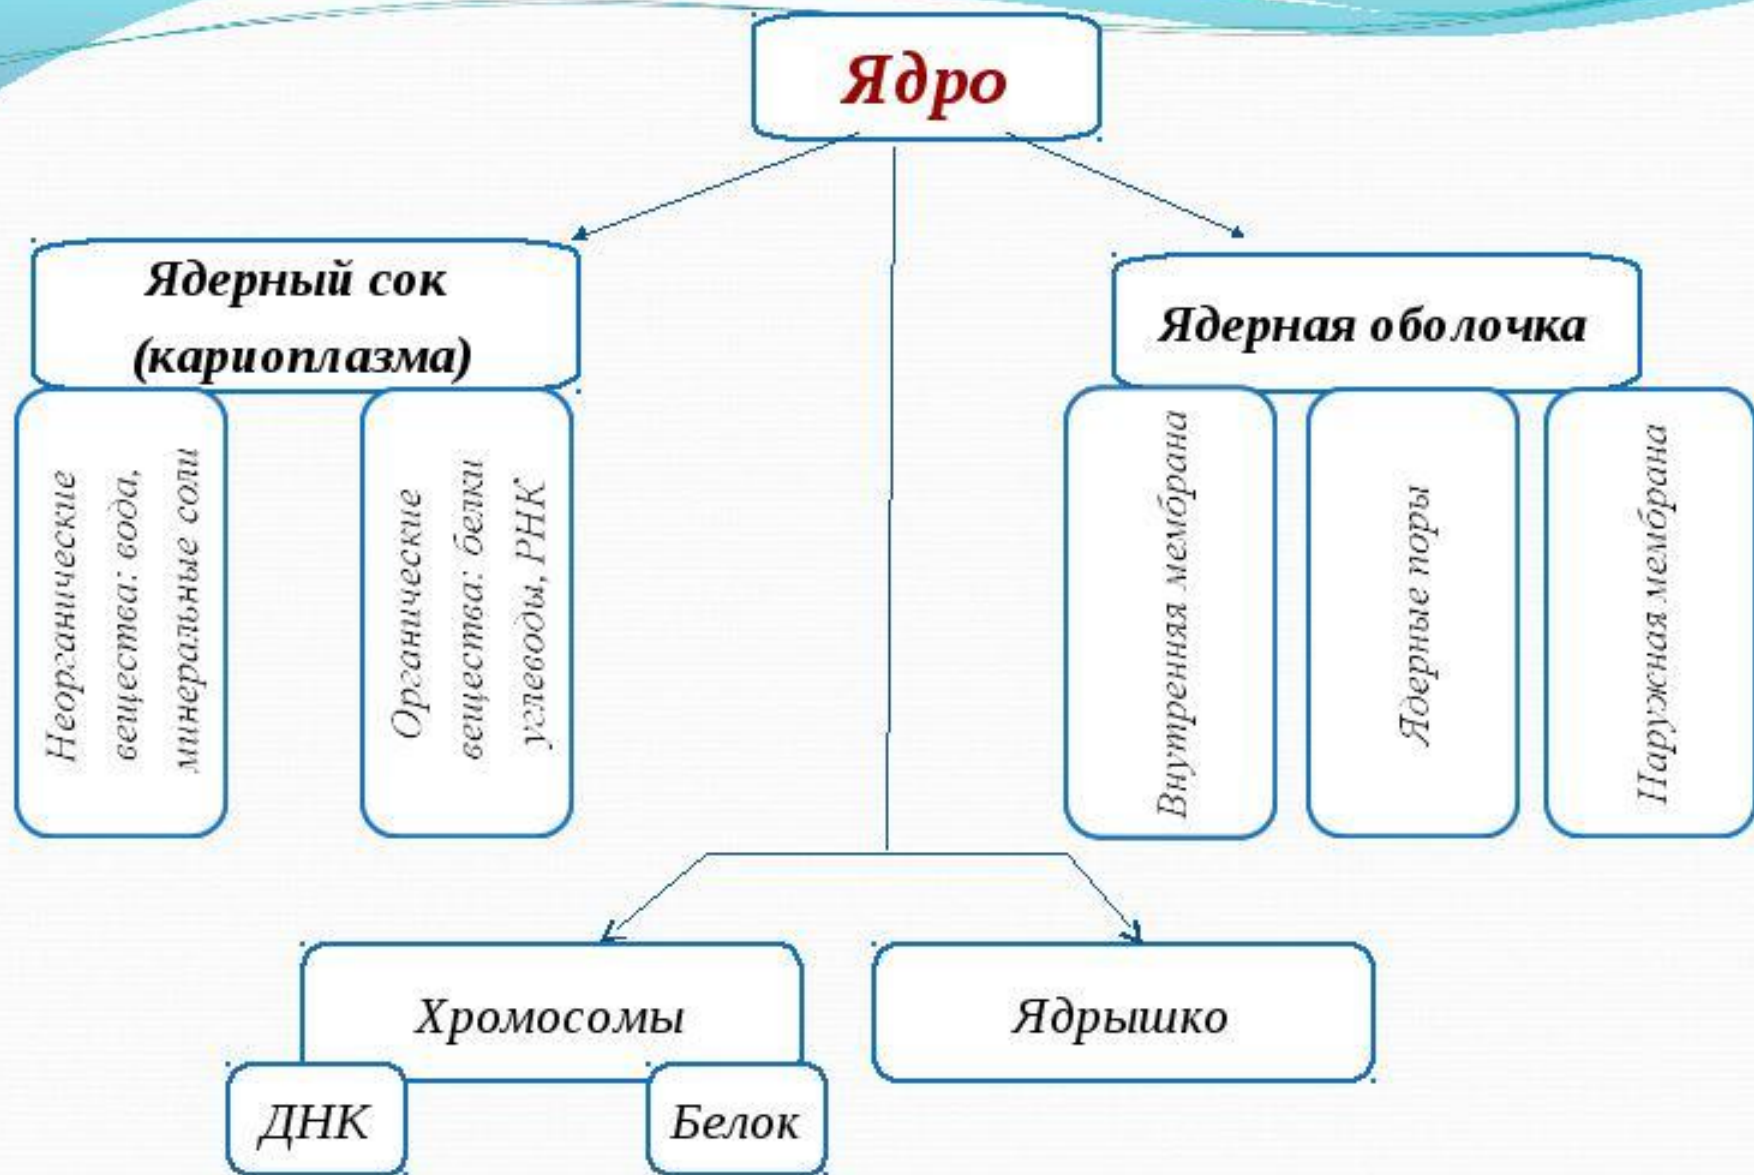 Ядро
Ядерный сок
(кариоплазма)
Ядерная оболочка
Неорганические
вещества: вода,
минеральные соли
Органические
вещества: белки
углеводы, РНК
Внутренняя мембрана
Ядерные поры
Наружная мембрана
Хромосомы
Ядрышко
ДНК
Белок